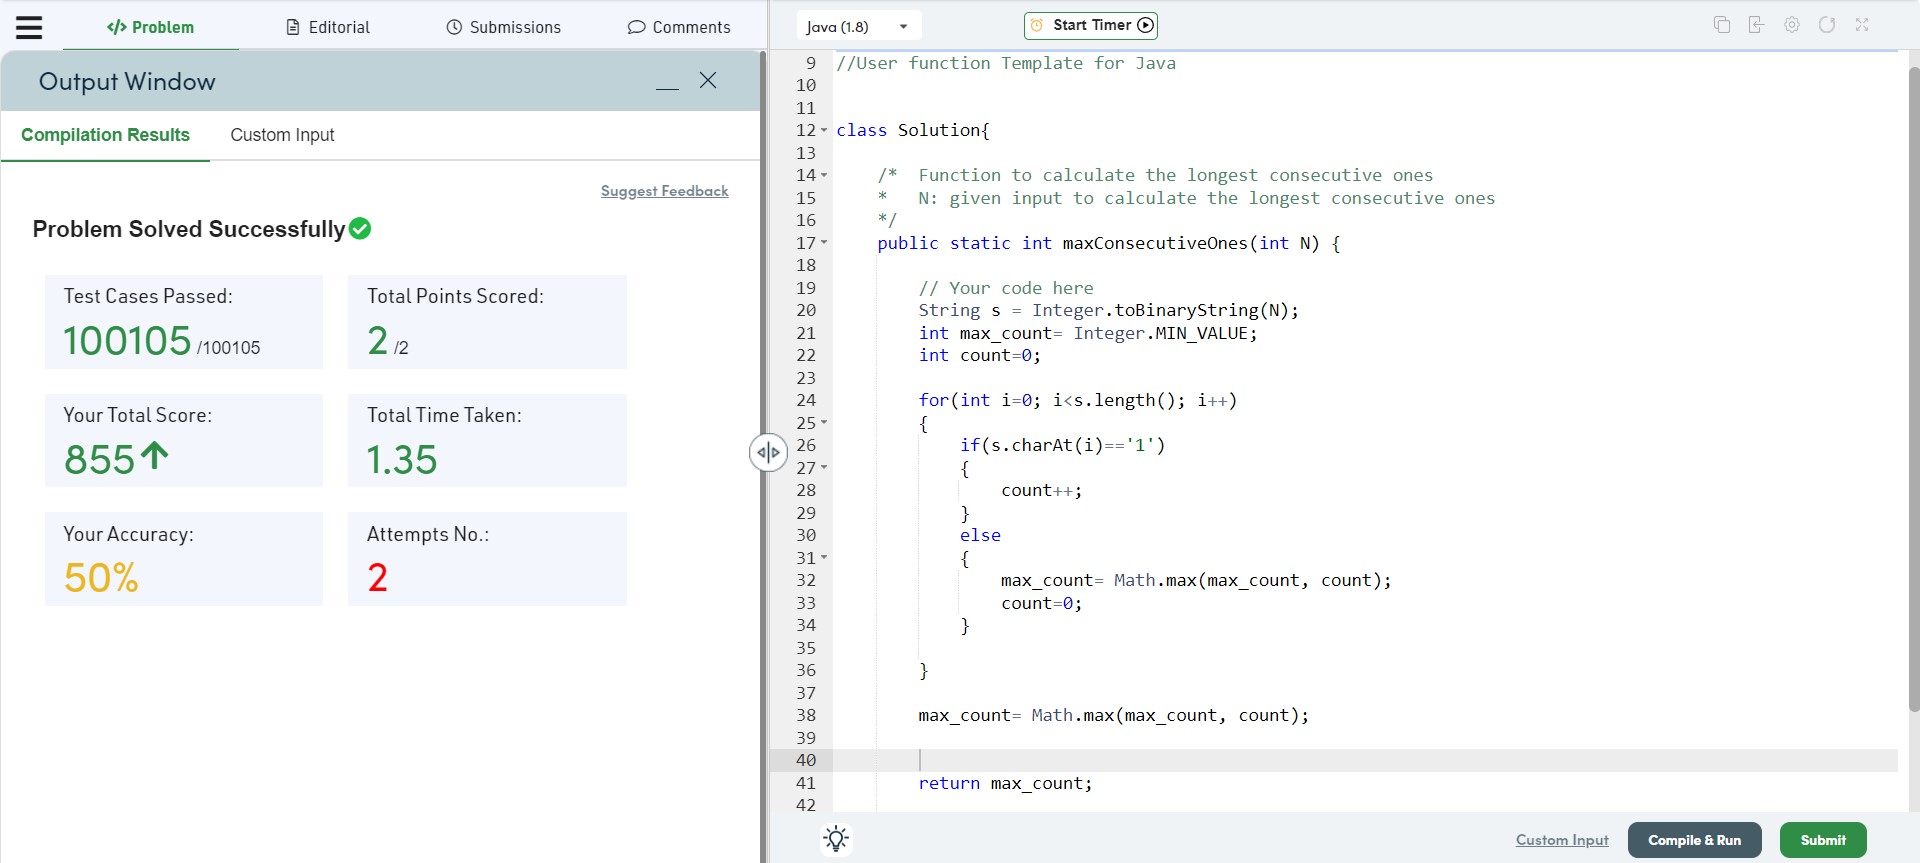 </> Problem
Editorial
Submissions
Comments
Java (1.8)
Start Timer
Output Window
Compilation Results
Custom Input
Suggest Feedback
Problem Solved Successfully
Test Cases Passed:
100105 /100105
Total Points Scored:
2 /2
Your Total Score:
855
Total Time Taken:
1.35
Your Accuracy:
50%
Attempts No.:
2
9 //User function Template for Java
10
11
12 class Solution{
13
14 /*  Function to calculate the longest consecutive ones
15 *   N: given input to calculate the longest consecutive ones
16 */
17 public static int maxConsecutiveOnes(int N) {
18
19 // Your code here
20 String s = Integer.toBinaryString(N);
21 int max_count= Integer.MIN_VALUE;
22 int count=0;
23
24 for(int i=0; i<s.length(); i++)
25 {
26 if(s.charAt(i)=='1')
27 {
28 count++;
29 }
30 else
31 {
32 max_count= Math.max(max_count, count);
33 count=0;
34 }
35
36 }
37
38 max_count= Math.max(max_count, count);
39
40
41 return max_count;
42
Custom Input
Compile & Run
Submit